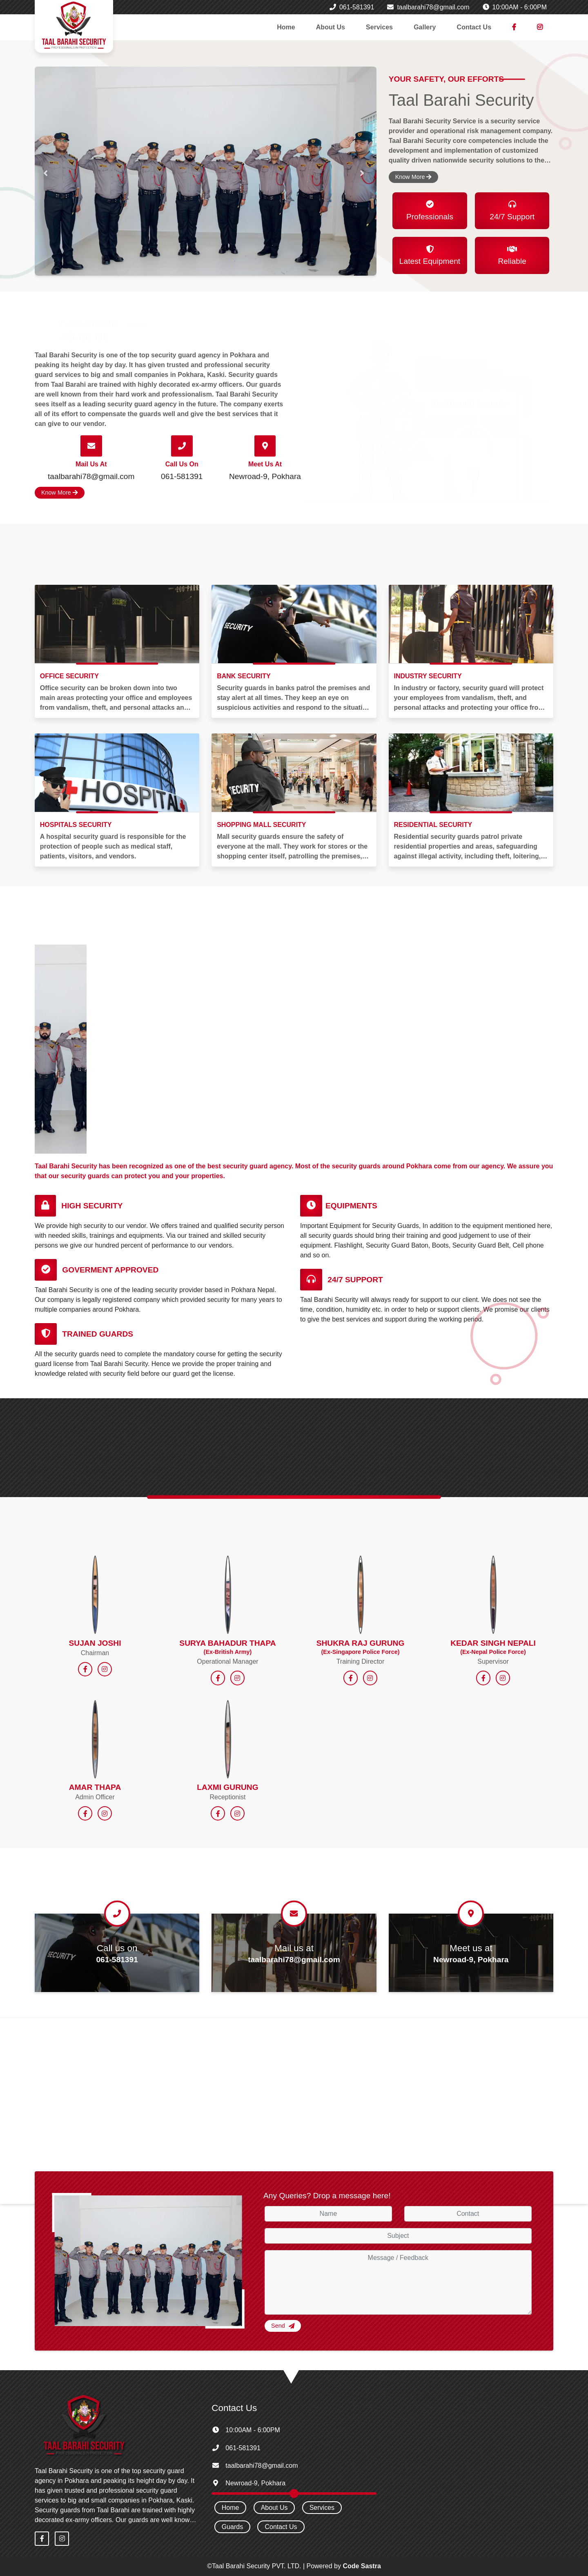 061-581391
taalbarahi78@gmail.com
10:00AM - 6:00PM
TAAL BARAHI SECURITY
Home
About Us
Services
Gallery
Contact Us
YOUR SAFETY, OUR EFFORTS
Taal Barahi Security
Taal Barahi Security Service is a security service
provider and operational risk management company.
Taal Barahi Security core competencies include the
development and implementation of customized
quality driven nationwide security solutions to the…
Know More
Professionals
24/7 Support
Latest Equipment
Reliable
Taal Barahi Security is one of the top security guard agency in Pokhara and
peaking its height day by day. It has given trusted and professional security
guard services to big and small companies in Pokhara, Kaski. Security guards
from Taal Barahi are trained with highly decorated ex-army officers. Our guards
are well known from their hard work and professionalism. Taal Barahi Security
sees itself as a leading security guard agency in the future. The company exerts
all of its effort to compensate the guards well and give the best services that it
can give to our vendor.
Mail Us At
taalbarahi78@gmail.com
Call Us On
061-581391
Meet Us At
Newroad-9, Pokhara
Know More
SECURITY
BANK
SECURITY
OFFICE SECURITY
Office security can be broken down into two
main areas protecting your office and employees
from vandalism, theft, and personal attacks an…
BANK SECURITY
Security guards in banks patrol the premises and
stay alert at all times. They keep an eye on
suspicious activities and respond to the situati…
INDUSTRY SECURITY
In industry or factory, security guard will protect
your employees from vandalism, theft, and
personal attacks and protecting your office fro…
HOSPITAL
SECURITY
HOSPITALS SECURITY
A hospital security guard is responsible for the
protection of people such as medical staff,
patients, visitors, and vendors.
SHOPPING MALL SECURITY
Mall security guards ensure the safety of
everyone at the mall. They work for stores or the
shopping center itself, patrolling the premises,…
RESIDENTIAL SECURITY
Residential security guards patrol private
residential properties and areas, safeguarding
against illegal activity, including theft, loitering,…
Taal Barahi Security has been recognized as one of the best security guard agency. Most of the security guards around Pokhara come from our agency. We assure you
that our security guards can protect you and your properties.
HIGH SECURITY
We provide high security to our vendor. We offers trained and qualified security person
with needed skills, trainings and equipments. Via our trained and skilled security
persons we give our hundred percent of performance to our vendors.
GOVERMENT APPROVED
Taal Barahi Security is one of the leading security provider based in Pokhara Nepal.
Our company is legally registered company which provided security for many years to
multiple companies around Pokhara.
TRAINED GUARDS
All the security guards need to complete the mandatory course for getting the security
guard license from Taal Barahi Security. Hence we provide the proper training and
knowledge related with security field before our guard get the license.
EQUIPMENTS
Important Equipment for Security Guards, In addition to the equipment mentioned here,
all security guards should bring their training and good judgement to use of their
equipment. Flashlight, Security Guard Baton, Boots, Security Guard Belt, Cell phone
and so on.
24/7 SUPPORT
Taal Barahi Security will always ready for support to our client. We does not see the
time, condition, humidity etc. in order to help or support clients. We promise our clients
to give the best services and support during the working period.
SUJAN JOSHI
Chairman
SURYA BAHADUR THAPA
(Ex-British Army)
Operational Manager
SHUKRA RAJ GURUNG
(Ex-Singapore Police Force)
Training Director
KEDAR SINGH NEPALI
(Ex-Nepal Police Force)
Supervisor
AMAR THAPA
Admin Officer
LAXMI GURUNG
Receptionist
Call us on
061-581391
Mail us at
taalbarahi78@gmail.com
Meet us at
Newroad-9, Pokhara
Any Queries? Drop a message here!
Name
Contact
Subject
Message / Feedback
Send
TAAL BARAHI SECURITY
Taal Barahi Security is one of the top security guard
agency in Pokhara and peaking its height day by day. It
has given trusted and professional security guard
services to big and small companies in Pokhara, Kaski.
Security guards from Taal Barahi are trained with highly
decorated ex-army officers. Our guards are well know…
Contact Us
10:00AM - 6:00PM
061-581391
taalbarahi78@gmail.com
Newroad-9, Pokhara
Home
About Us
Services
Guards
Contact Us
©Taal Barahi Security PVT. LTD. | Powered by Code Sastra